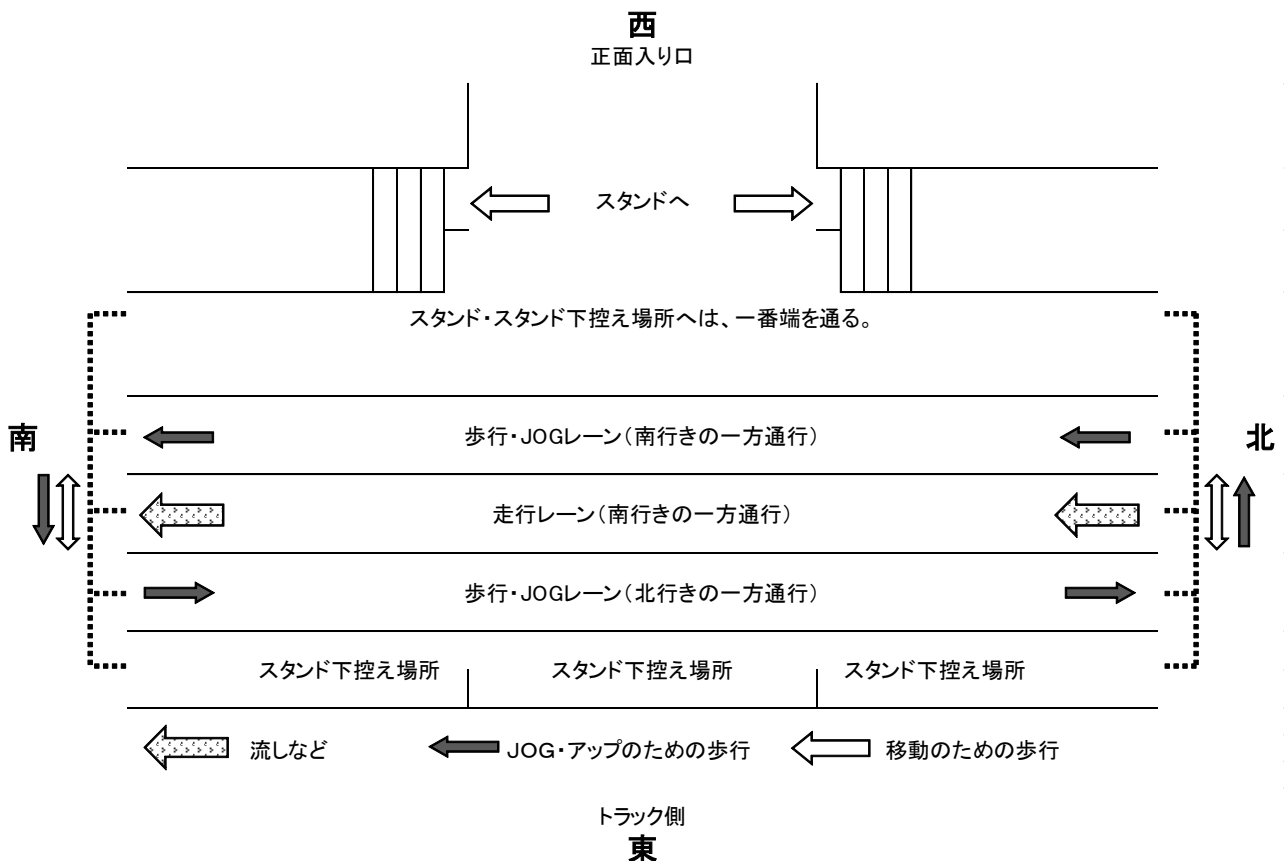 西
正面入り口
スタンドへ
スタンド・スタンド下控え場所へは、一番端を通る。
南
北
歩行・JOGレーン(南行きの一方通行)
走行レーン(南行きの一方通行)
歩行・JOGレーン(北行きの一方通行)
スタンド下控え場所 スタンド下控え場所 スタンド下控え場所
流しなど JOG・アップのための歩行 移動のための歩行
トラック側
東